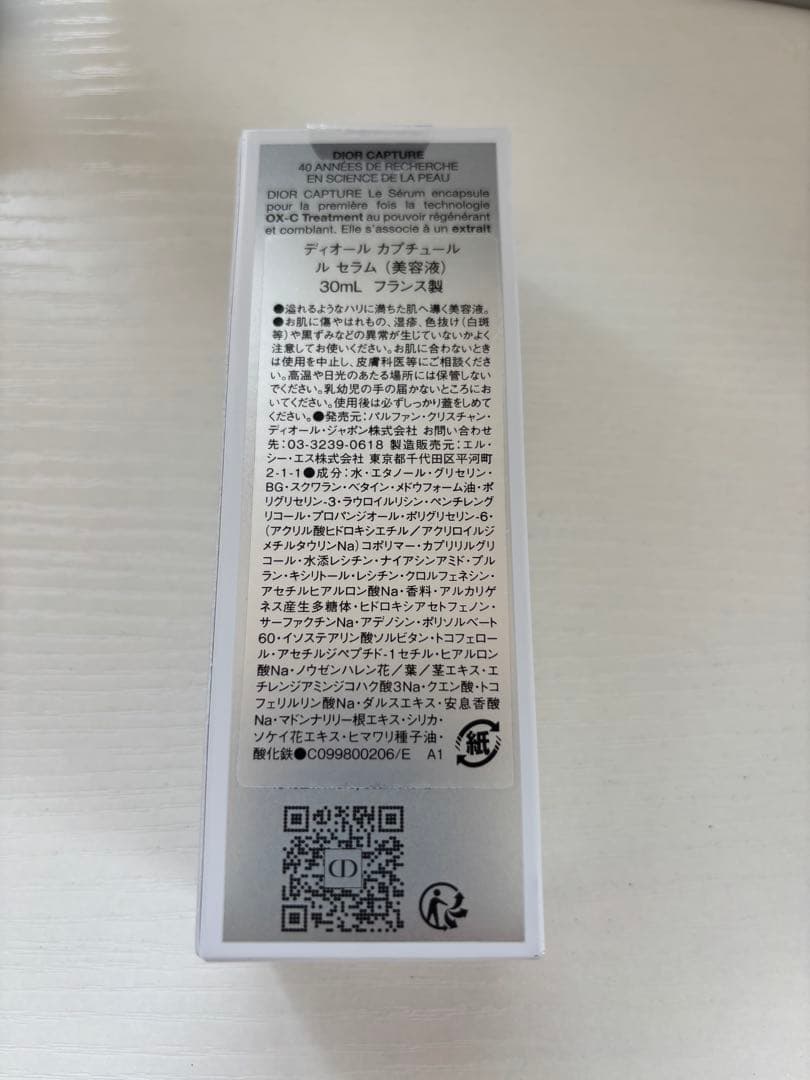 DIOR CAPTURE
40 ANNÉES DE RECHERCHE
EN SCIENCE DE LA PEAU
DIOR CAPTURE Le Sérum encapsule
pour la première fois la technologie
OX-C Treatment au pouvoir régénérant
et comblant. Elle s'associe à un extrait
ディオール カプチュール
ル セラム（美容液）
30mL フランス製
●溢れるようなハリに満ちた肌へ導く美容液。
●お肌に傷やはれもの、湿疹、色抜け（白斑
等）や黒ずみなどの異常が生じていないかよく
注意してお使いください。お肌に合わないとき
は使用を中止し、皮膚科医等にご相談くださ
い。高温や日光のあたる場所には保管しない
でください。乳幼児の手の届かないところにお
いてください。使用後は必ずしっかり蓋をしめて
ください。●発売元：パルファン・クリスチャン・
ディオール・ジャポン株式会社 お問い合わせ
先：03-3239-0618 製造販売元：エル・
シー・エス株式会社 東京都千代田区平河町
2-1-1●成分：水・エタノール・グリセリン・
BG・スクワラン・ベタイン・メドウフォーム油・ポ
リグリセリン-3・ラウロイルリシン・ペンチレング
リコール・プロパンジオール・ポリグリセリン-6・
（アクリル酸ヒドロキシエチル／アクリロイルジ
メチルタウリンNa）コポリマー・カプリリルグリ
コール・水添レシチン・ナイアシンアミド・プル
ラン・キシリトール・レシチン・クロルフェネシン・
アセチルヒアルロン酸Na・香料・アルカリゲ
ネス産生多糖体・ヒドロキシアセトフェノン・
サーファクチンNa・アデノシン・ポリソルベート
60・イソステアリン酸ソルビタン・トコフェロー
ル・アセチルジペプチド-1セチル・ヒアルロン
酸Na・ノウゼンハレン花／葉／茎エキス・エ
チレンジアミンジコハク酸3Na・クエン酸・トコ
フェリルリン酸Na・ダルスエキス・安息香酸
Na・マドンナリリー根エキス・シリカ・
ソケイ花エキス・ヒマワリ種子油・
酸化鉄●C099800206/E A1
紙
CD